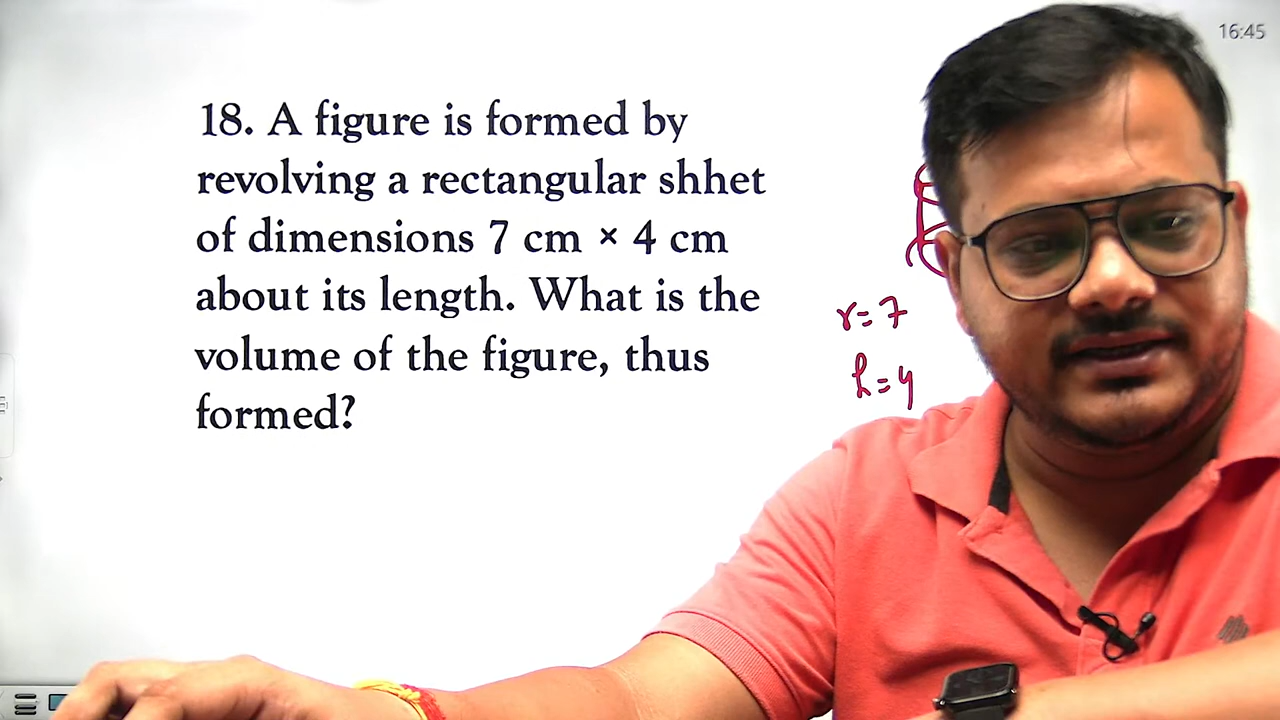 16:45
18. A figure is formed by
revolving a rectangular shhet
of dimensions 7 cm × 4 cm
about its length. What is the
volume of the figure, thus
formed?
r=7
h=4